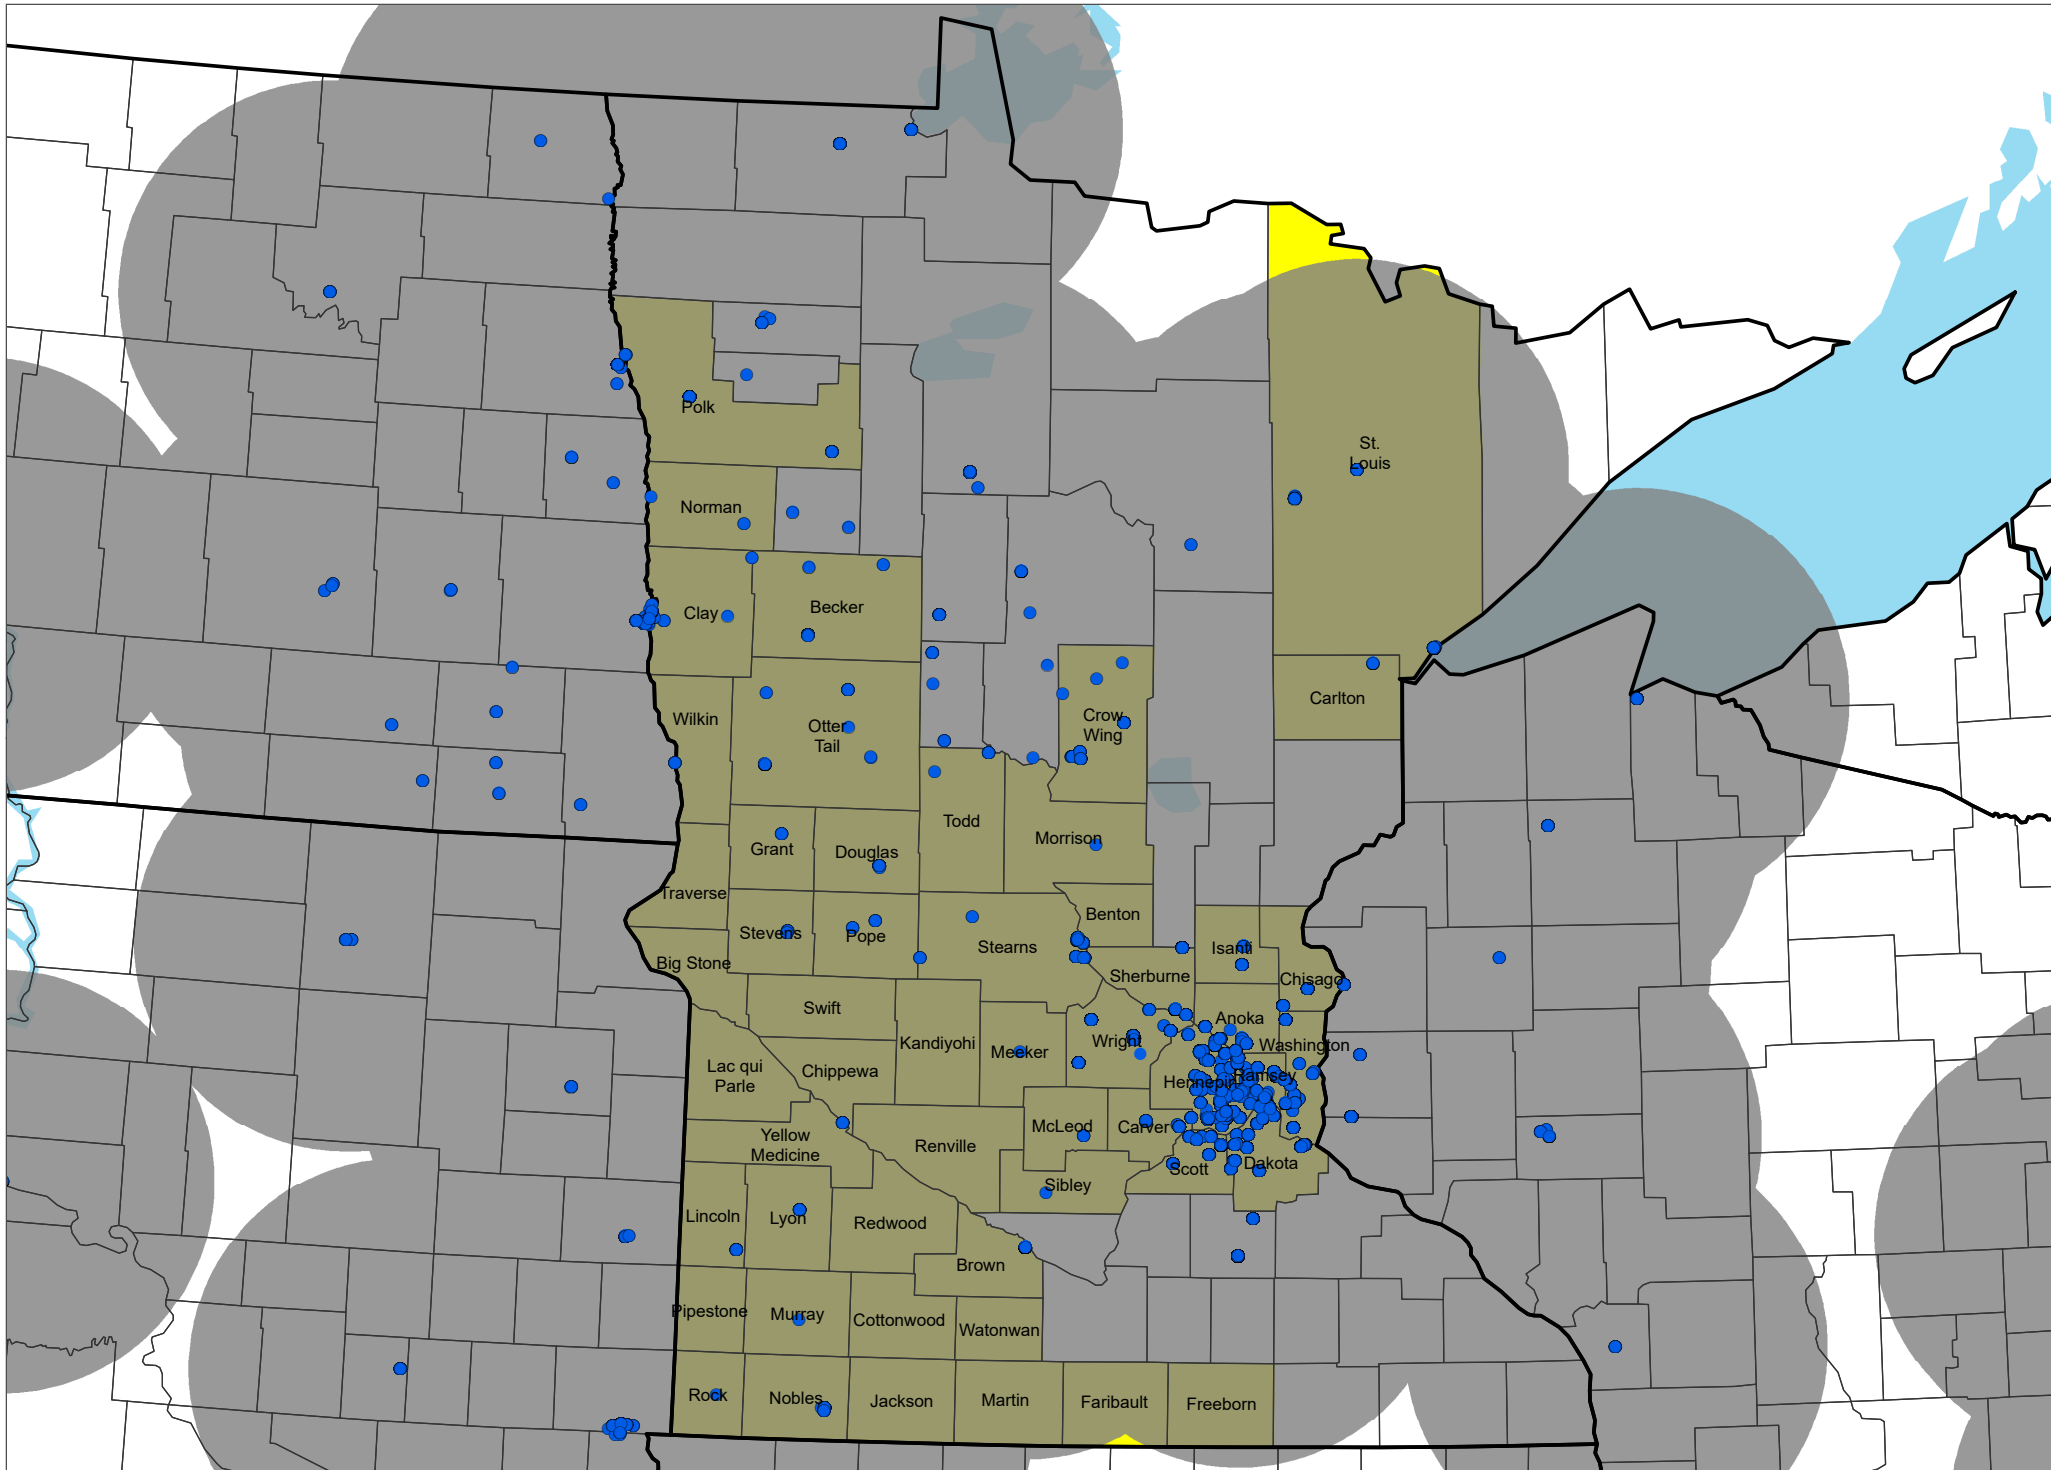 Polk
St.
Louis
Norman
Clay
Becker
Carlton
Wilkin
Otter
Tail
Crow
Wing
Todd
Morrison
Grant
Douglas
Traverse
Benton
Stevens
Pope
Stearns
Isanti
Big Stone
Sherburne
Chisago
Swift
Anoka
Kandiyohi
Meeker
Wright
Washington
Lac qui
Parle
Chippewa
Hennepin
Ramsey
McLeod
Carver
Yellow
Medicine
Renville
Scott
Dakota
Sibley
Lincoln
Lyon
Redwood
Brown
Pipestone
Murray
Cottonwood
Watonwan
Rock
Nobles
Jackson
Martin
Faribault
Freeborn